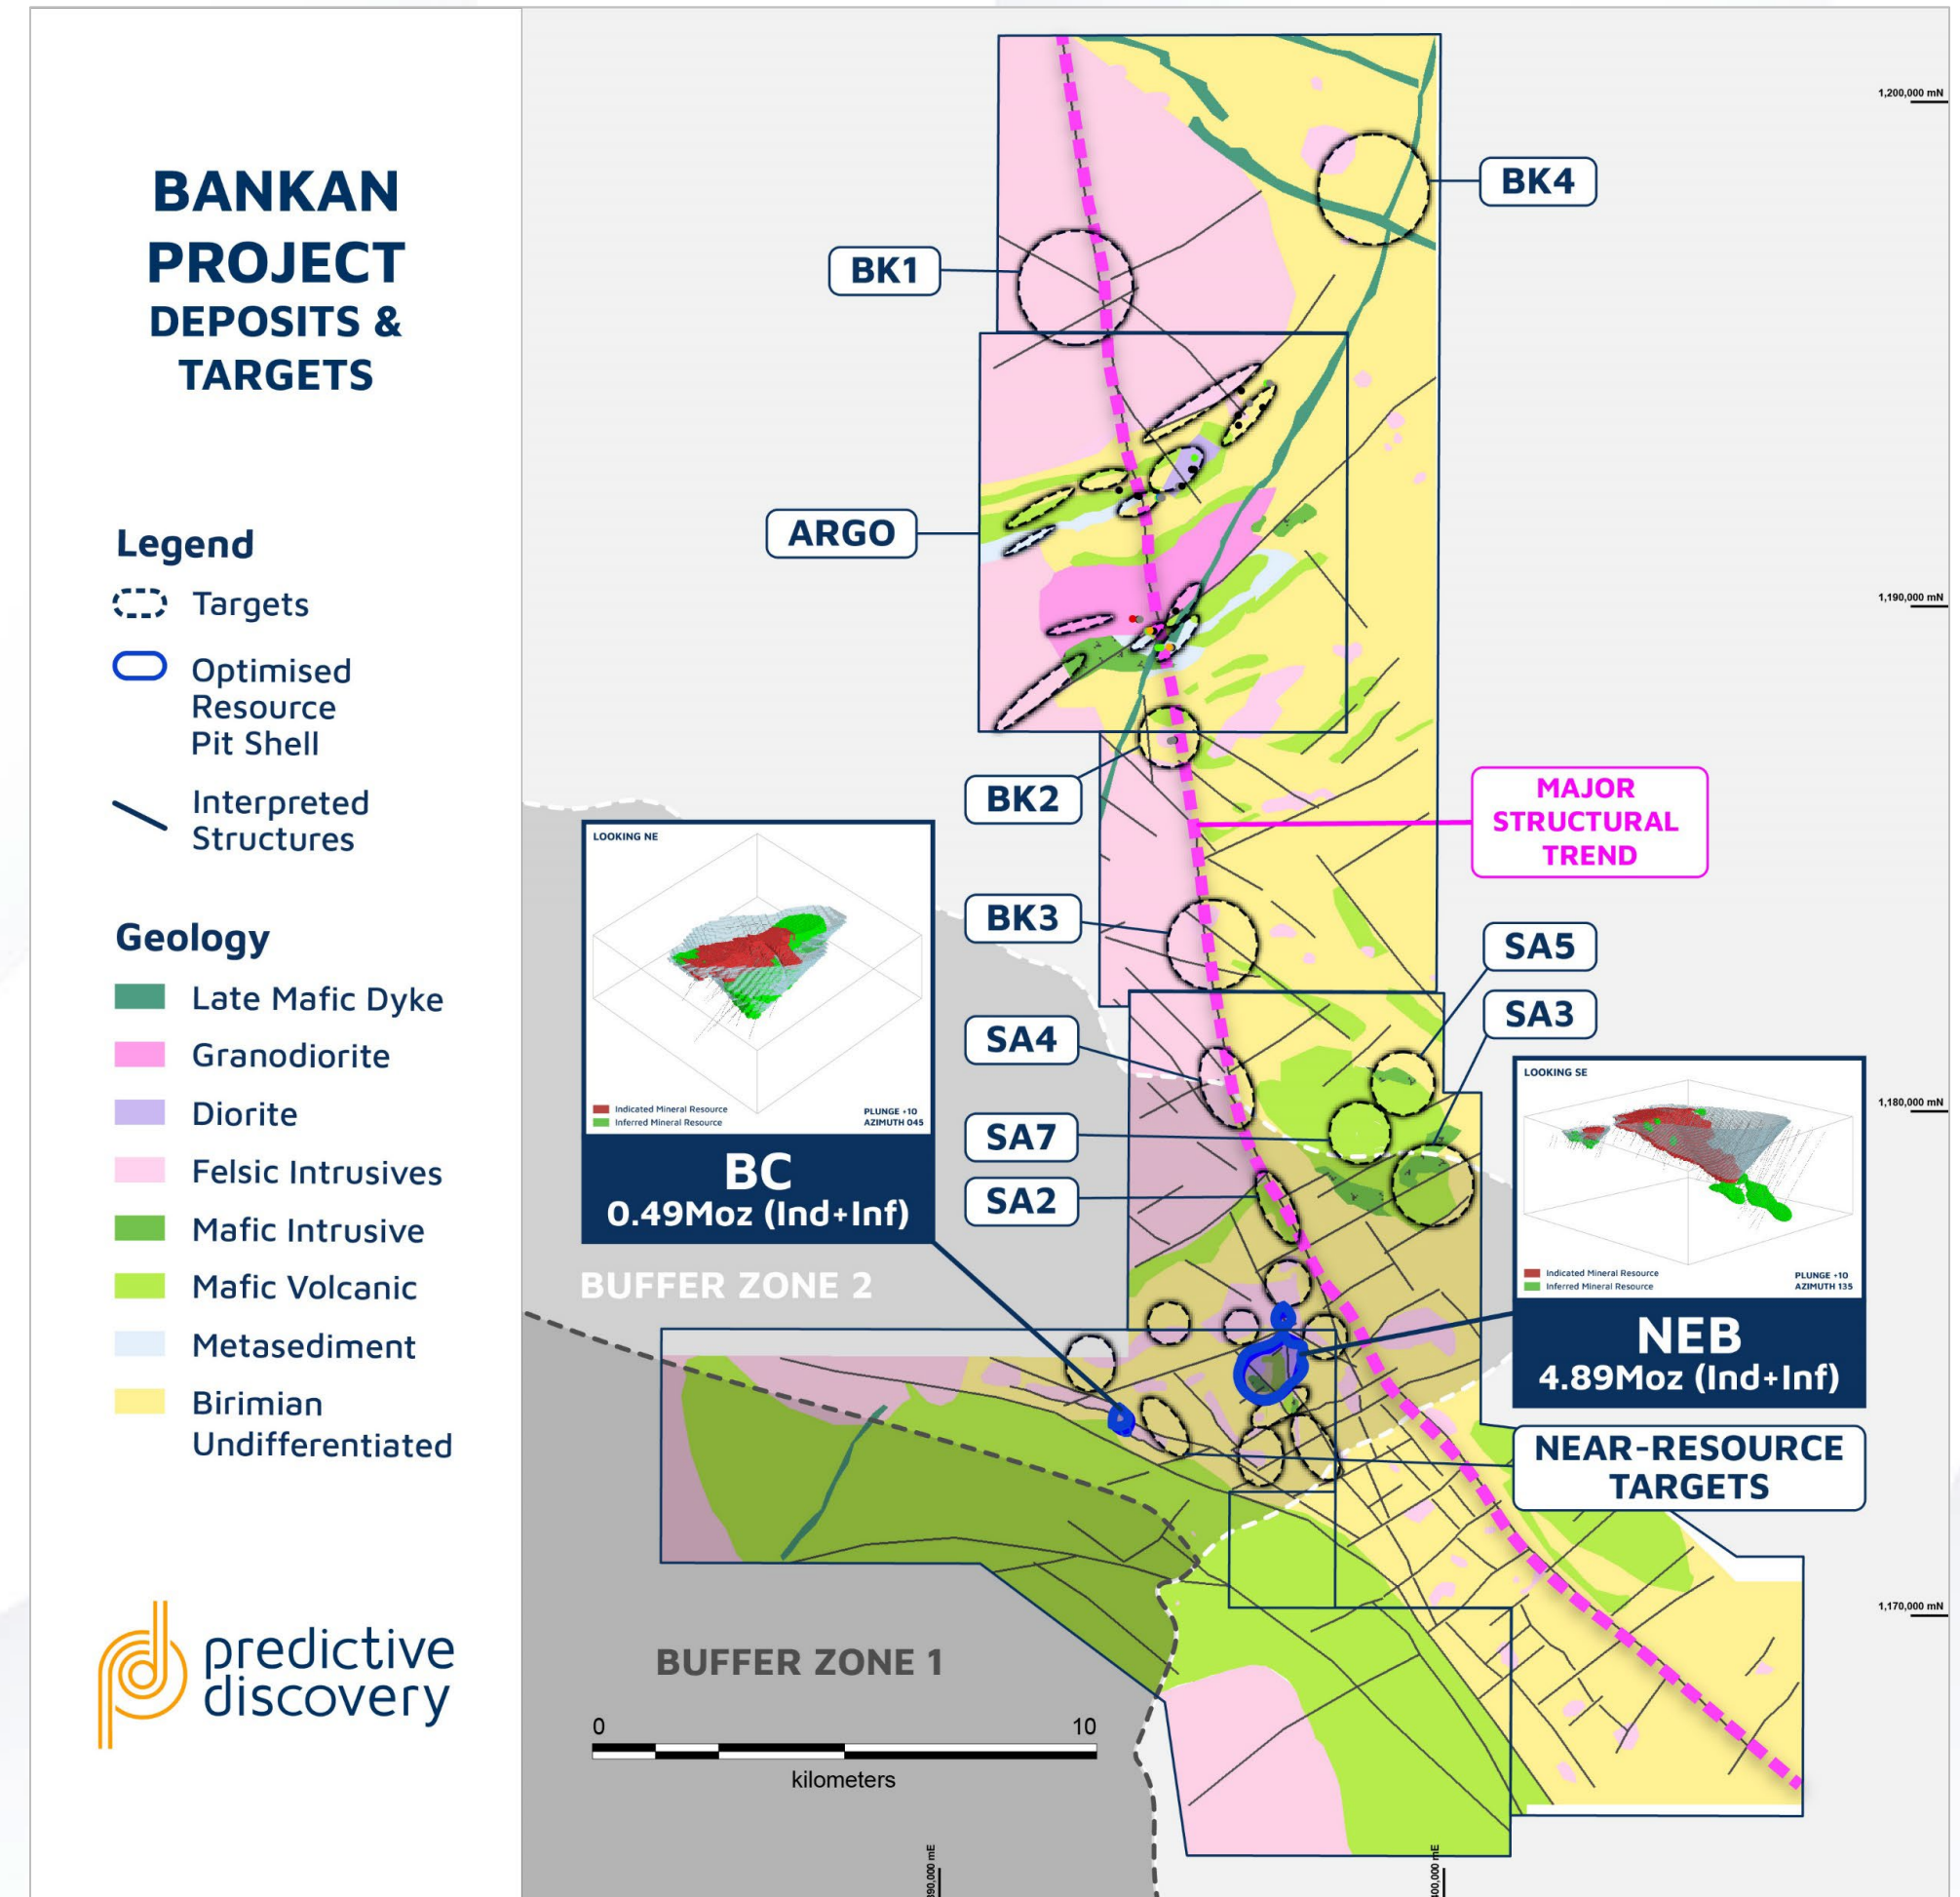 BANKAN
PROJECT
DEPOSITS &
TARGETS
Legend
Targets
Optimised
Resource
Pit Shell
Interpreted
Structures
Geology
Late Mafic Dyke
Granodiorite
Diorite
Felsic Intrusives
Mafic Intrusive
Mafic Volcanic
Metasediment
Birimian
Undifferentiated
predictive
discovery
1,200,000 mN
BK4
BK1
ARGO
1,190,000 mN
BK2
MAJOR
STRUCTURAL
TREND
LOOKING NE
Indicated Mineral Resource
Inferred Mineral Resource
PLUNGE +10
AZIMUTH 045
BC
0.49Moz (Ind+Inf)
BK3
SA5
SA3
SA4
SA7
SA2
1,180,000 mN
LOOKING SE
Indicated Mineral Resource
Inferred Mineral Resource
PLUNGE +10
AZIMUTH 135
NEB
4.89Moz (Ind+Inf)
BUFFER ZONE 2
NEAR-RESOURCE
TARGETS
1,170,000 mN
BUFFER ZONE 1
0 10
kilometers